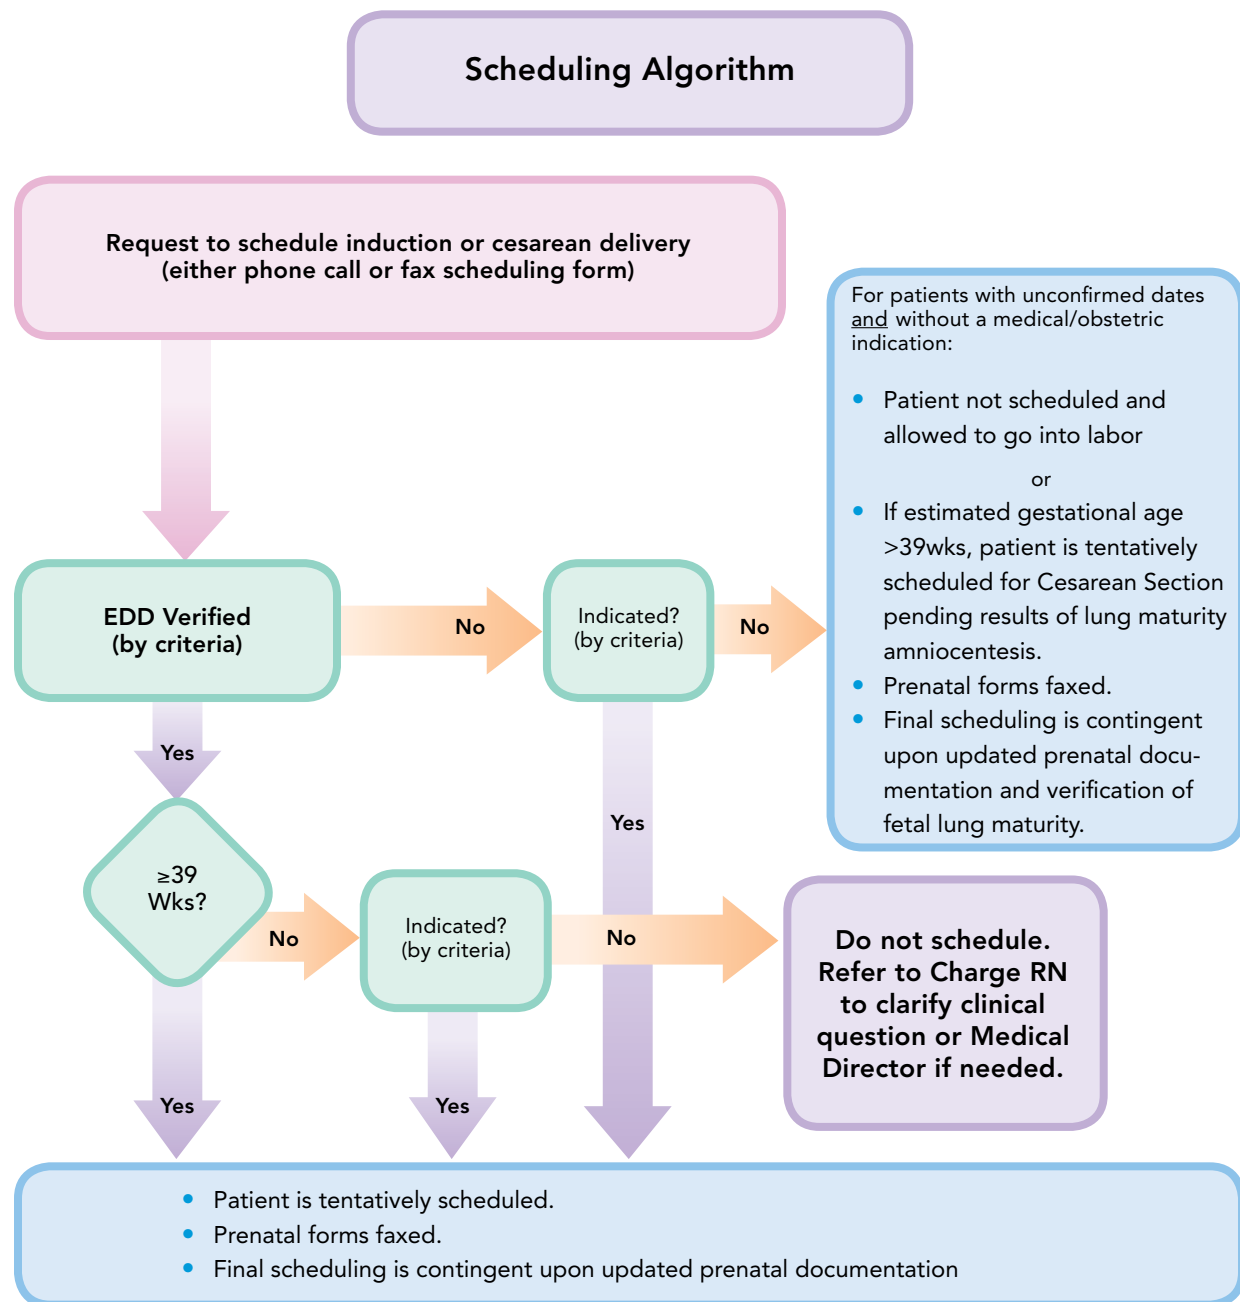 Scheduling Algorithm
Request to schedule induction or cesarean delivery
(either phone call or fax scheduling form)
For patients with unconfirmed dates
and without a medical/obstetric
indication:
• Patient not scheduled and
allowed to go into labor
or
• If estimated gestational age
>39wks, patient is tentatively
scheduled for Cesarean Section
pending results of lung maturity
amniocentesis.
• Prenatal forms faxed.
• Final scheduling is contingent
upon updated prenatal docu-
mentation and verification of
fetal lung maturity.
EDD Verified
(by criteria)
No
Indicated?
(by criteria)
No
Yes
Yes
≥39
Wks?
No
Indicated?
(by criteria)
No
Do not schedule.
Refer to Charge RN
to clarify clinical
question or Medical
Director if needed.
Yes
Yes
• Patient is tentatively scheduled.
• Prenatal forms faxed.
• Final scheduling is contingent upon updated prenatal documentation